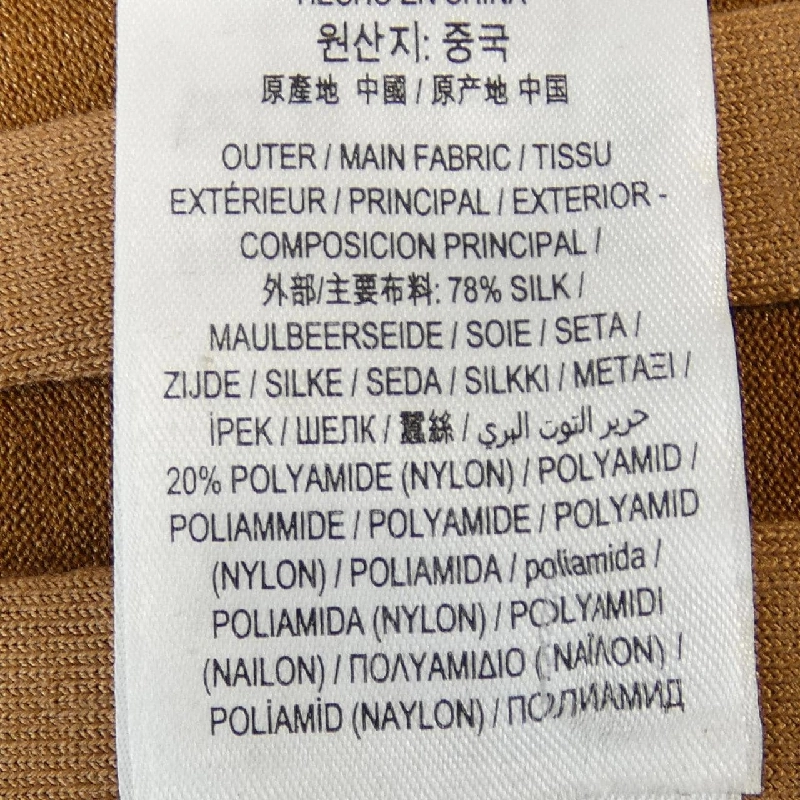 HECHO EN CHINA
원산지: 중국
原產地 中國 / 原产地 中国
OUTER / MAIN FABRIC / TISSU
EXTÉRIEUR / PRINCIPAL / EXTERIOR -
COMPOSICION PRINCIPAL /
外部/主要布料: 78% SILK /
MAULBEERSEIDE / SOIE / SETA /
ZIJDE / SILKE / SEDA / SILKKI / ΜΕΤΑΞΙ /
İPEK / ШЕЛК / 蠶絲 / حرير التوت البري
20% POLYAMIDE (NYLON) / POLYAMID /
POLIAMMIDE / POLYAMIDE / POLYAMID
(NYLON) / POLIAMIDA / poliamida /
POLIAMIDA (NYLON) / POLYAMIDI
(NAILON) / ΠΟΛΥΑΜΙΔΙΟ (ΝΑΪΛΟΝ) /
POLİAMİD (NAYLON) / ПОЛИАМИД